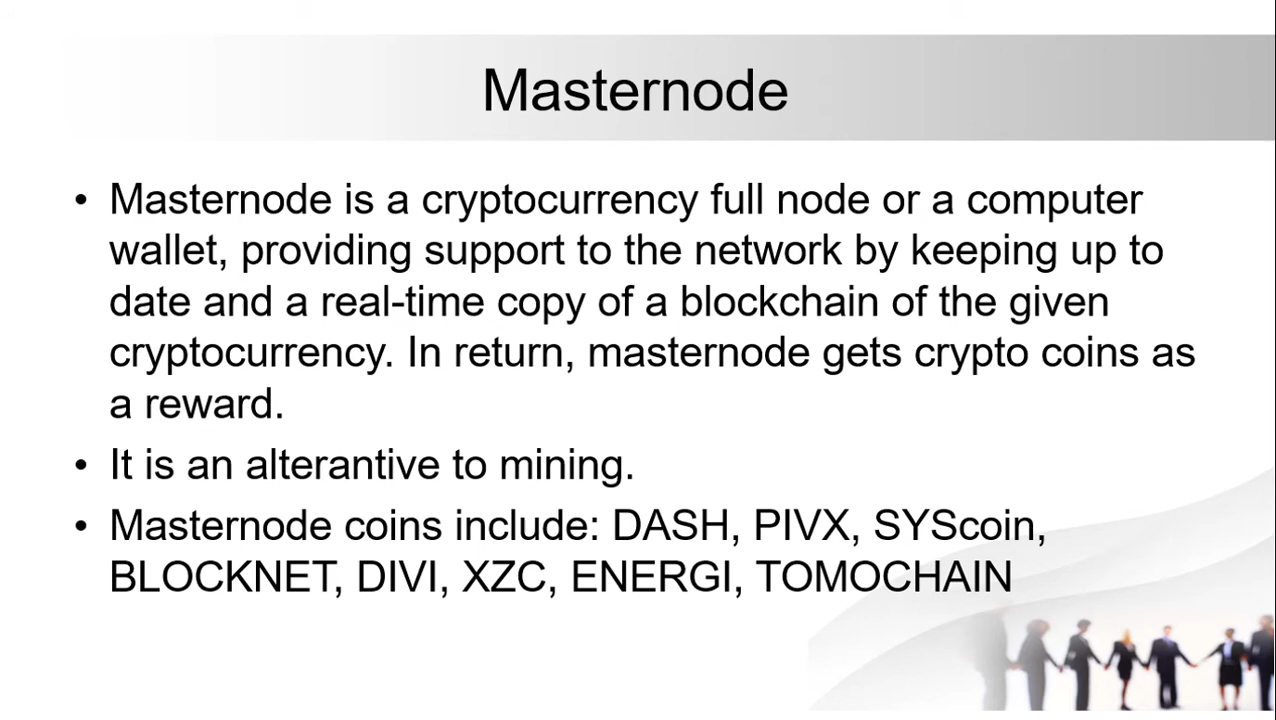 Masternode
• Masternode is a cryptocurrency full node or a computer
wallet, providing support to the network by keeping up to
date and a real-time copy of a blockchain of the given
cryptocurrency. In return, masternode gets crypto coins as
a reward.
• It is an alterantive to mining.
• Masternode coins include: DASH, PIVX, SYScoin,
BLOCKNET, DIVI, XZC, ENERGI, TOMOCHAIN